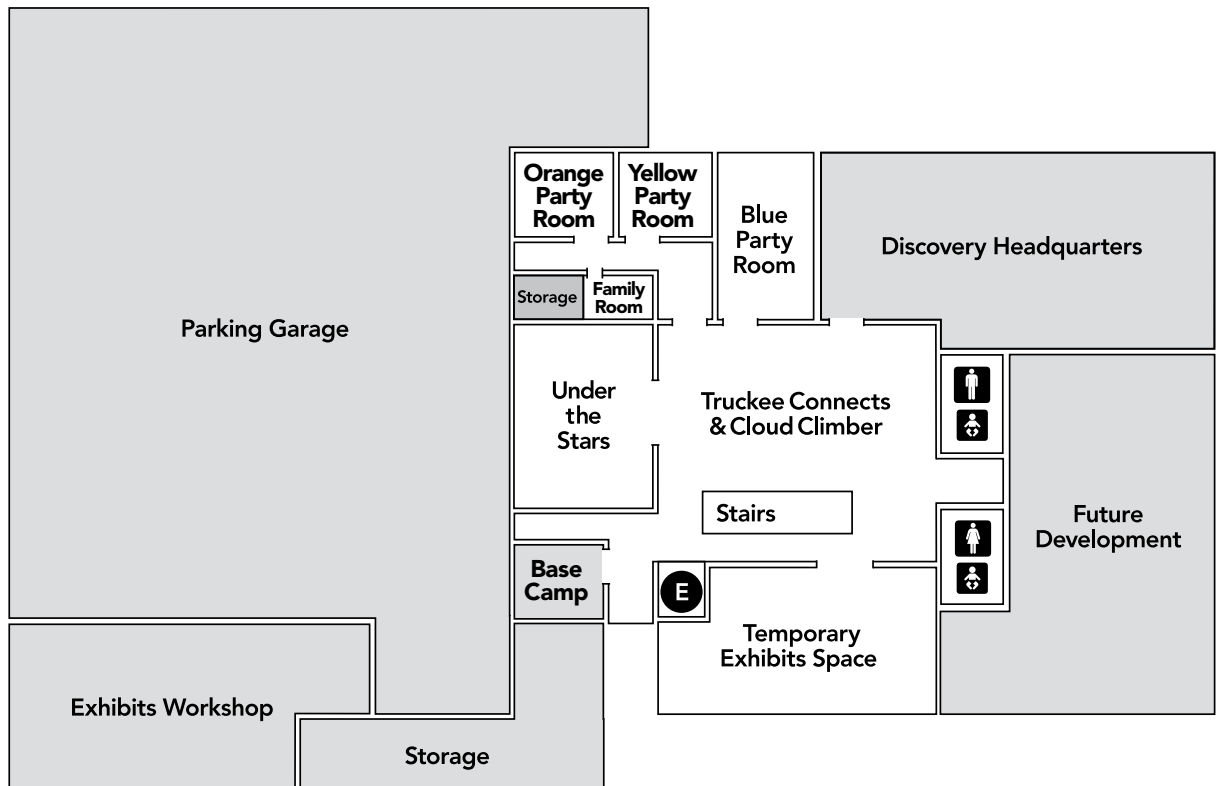 Orange
Party
Room
Yellow
Party
Room
Blue
Party
Room
Discovery Headquarters
Storage
Family
Room
Parking Garage
Under
the
Stars
Truckee Connects
& Cloud Climber
Stairs
Future
Development
Base
Camp
E
Temporary
Exhibits Space
Exhibits Workshop
Storage